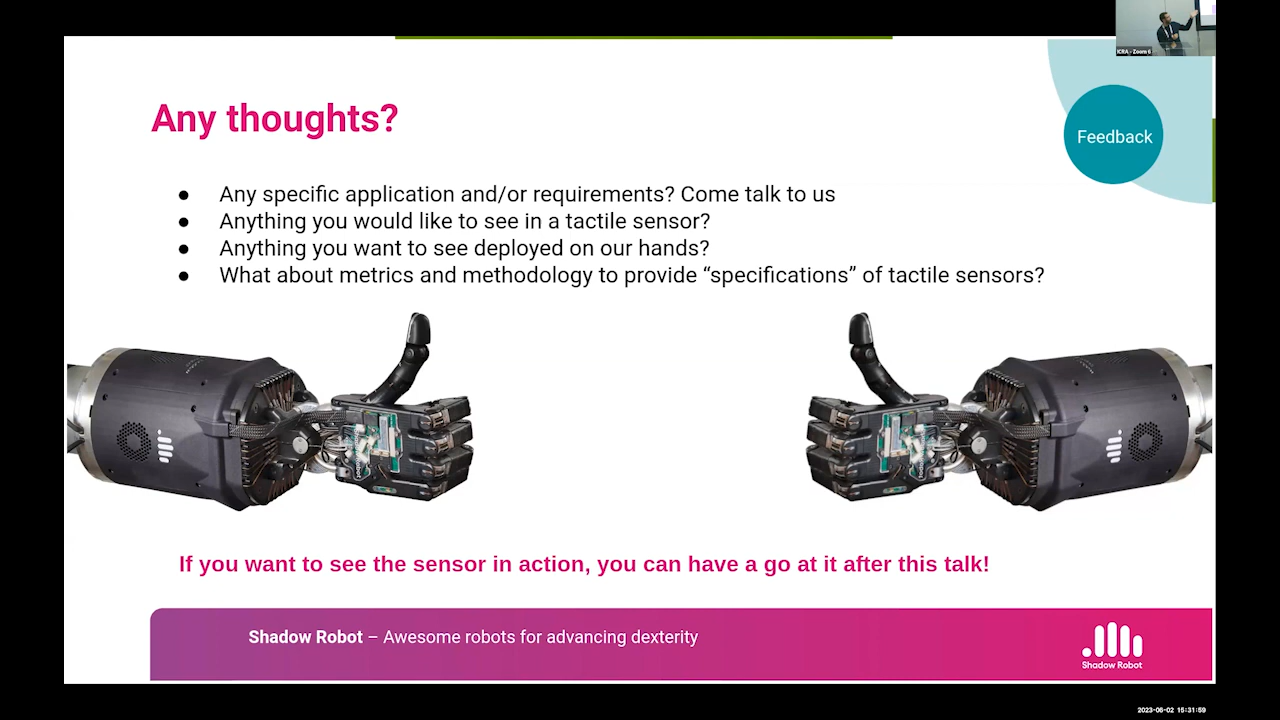 ICRA - Zoom 6
Any thoughts?
Feedback
● Any specific application and/or requirements? Come talk to us
● Anything you would like to see in a tactile sensor?
● Anything you want to see deployed on our hands?
● What about metrics and methodology to provide “specifications” of tactile sensors?
If you want to see the sensor in action, you can have a go at it after this talk!
Shadow Robot – Awesome robots for advancing dexterity
Shadow Robot
2023-06-02 15:31:59